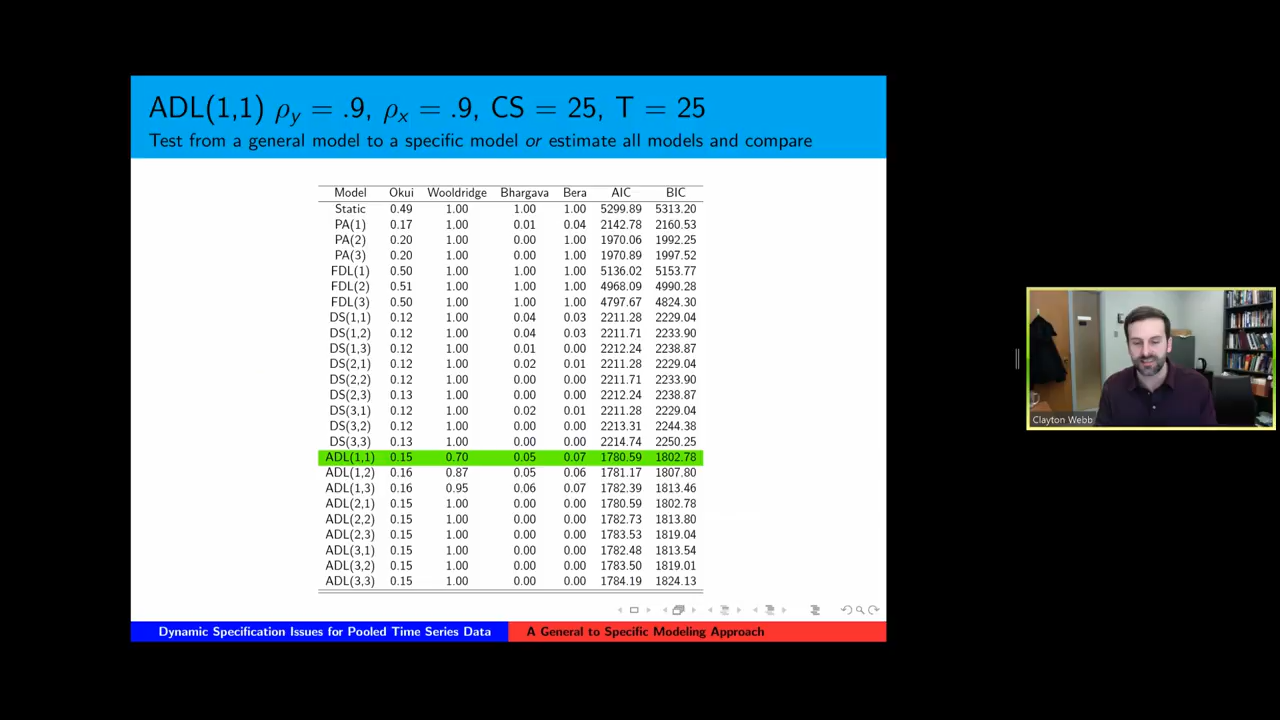 ADL(1,1) ρy = .9, ρx = .9, CS = 25, T = 25
Test from a general model to a specific model or estimate all models and compare
Model Okui Wooldridge Bhargava Bera AIC BIC
Static 0.49 1.00 1.00 1.00 5299.89 5313.20
PA(1) 0.17 1.00 0.01 0.04 2142.78 2160.53
PA(2) 0.20 1.00 0.00 1.00 1970.06 1992.25
PA(3) 0.20 1.00 0.00 1.00 1970.89 1997.52
FDL(1) 0.50 1.00 1.00 1.00 5136.02 5153.77
FDL(2) 0.51 1.00 1.00 1.00 4968.09 4990.28
FDL(3) 0.50 1.00 1.00 1.00 4797.67 4824.30
DS(1,1) 0.12 1.00 0.04 0.03 2211.28 2229.04
DS(1,2) 0.12 1.00 0.04 0.03 2211.71 2233.90
DS(1,3) 0.12 1.00 0.01 0.00 2212.24 2238.87
DS(2,1) 0.12 1.00 0.02 0.01 2211.28 2229.04
DS(2,2) 0.12 1.00 0.00 0.00 2211.71 2233.90
DS(2,3) 0.13 1.00 0.00 0.00 2212.24 2238.87
DS(3,1) 0.12 1.00 0.02 0.01 2211.28 2229.04
DS(3,2) 0.12 1.00 0.00 0.00 2213.31 2244.38
DS(3,3) 0.13 1.00 0.00 0.00 2214.74 2250.25
ADL(1,1) 0.15 0.70 0.05 0.07 1780.59 1802.78
ADL(1,2) 0.16 0.87 0.05 0.06 1781.17 1807.80
ADL(1,3) 0.16 0.95 0.06 0.07 1782.39 1813.46
ADL(2,1) 0.15 1.00 0.00 0.00 1780.59 1802.78
ADL(2,2) 0.15 1.00 0.00 0.00 1782.73 1813.80
ADL(2,3) 0.15 1.00 0.00 0.00 1783.53 1819.04
ADL(3,1) 0.15 1.00 0.00 0.00 1782.48 1813.54
ADL(3,2) 0.15 1.00 0.00 0.00 1783.50 1819.01
ADL(3,3) 0.15 1.00 0.00 0.00 1784.19 1824.13
Dynamic Specification Issues for Pooled Time Series Data
A General to Specific Modeling Approach
Clayton Webb